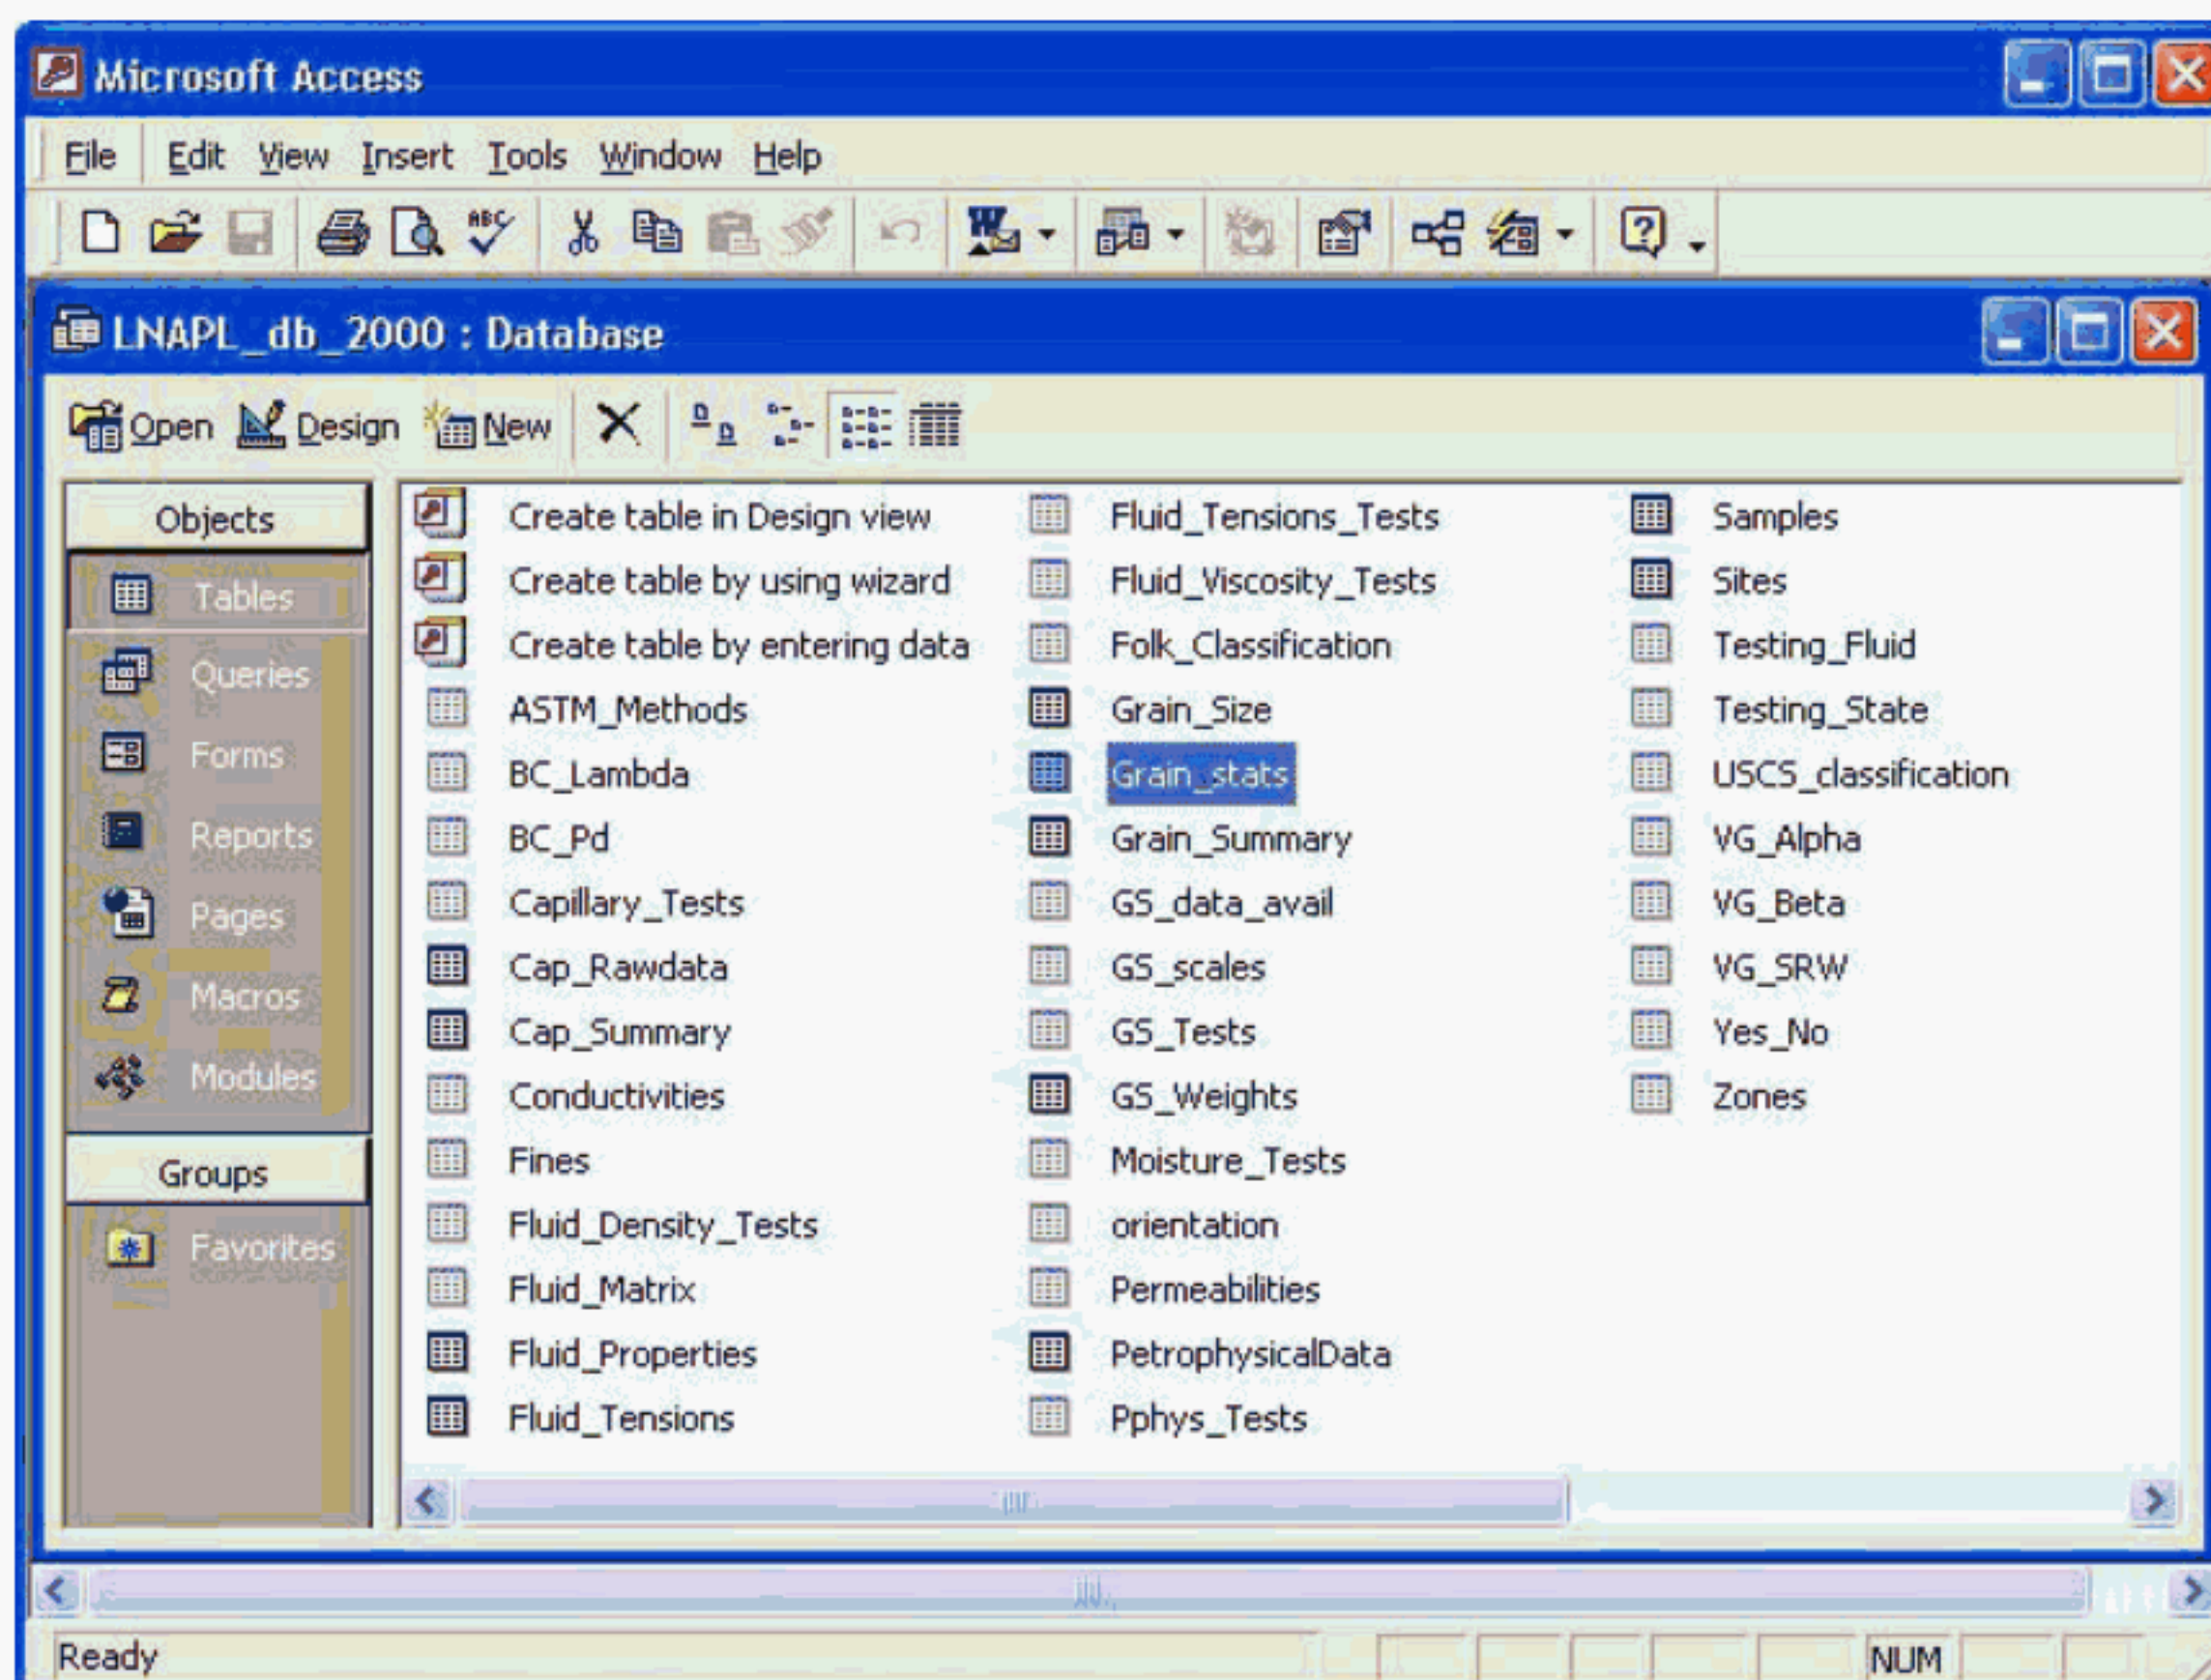 Microsoft Access
File Edit View Insert Tools Window Help
ABC
W
?
LNAPL_db_2000 : Database
Open Design New
Objects
Tables
Queries
Forms
Reports
Pages
Macros
Modules
Groups
Favorites
Create table in Design view
Create table by using wizard
Create table by entering data
ASTM_Methods
BC_Lambda
BC_Pd
Capillary_Tests
Cap_Rawdata
Cap_Summary
Conductivities
Fines
Fluid_Density_Tests
Fluid_Matrix
Fluid_Properties
Fluid_Tensions
Fluid_Tensions_Tests
Fluid_Viscosity_Tests
Folk_Classification
Grain_Size
Grain_stats
Grain_Summary
GS_data_avail
GS_scales
GS_Tests
GS_Weights
Moisture_Tests
orientation
Permeabilities
PetrophysicalData
Pphys_Tests
Samples
Sites
Testing_Fluid
Testing_State
USCS_classification
VG_Alpha
VG_Beta
VG_SRW
Yes_No
Zones
Ready NUM